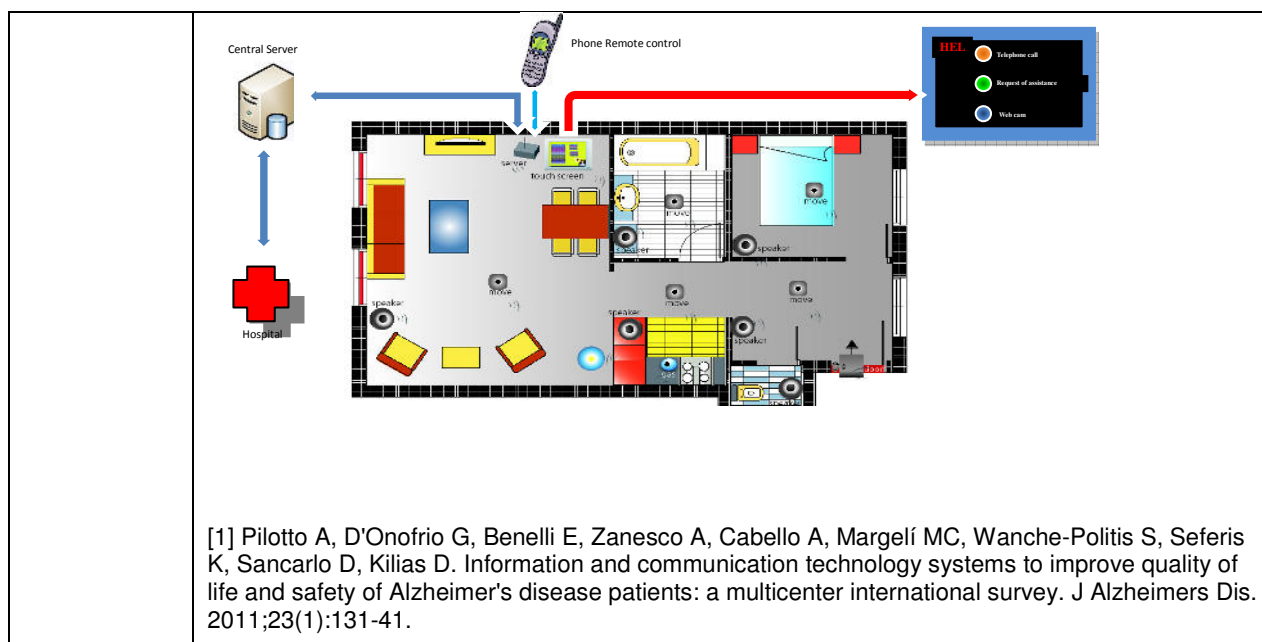 Central Server
Phone Remote control
HEL
Telephone call
Request of assistance
Web cam
server
touch screen
move
move
speaker
speaker
move
move
move
speaker
speaker
speaker
Hospital
gas
speaker
[1] Pilotto A, D'Onofrio G, Benelli E, Zanesco A, Cabello A, Margelí MC, Wanche-Politis S, Seferis
K, Sancarlo D, Kilias D. Information and communication technology systems to improve quality of
life and safety of Alzheimer's disease patients: a multicenter international survey. J Alzheimers Dis.
2011;23(1):131-41.